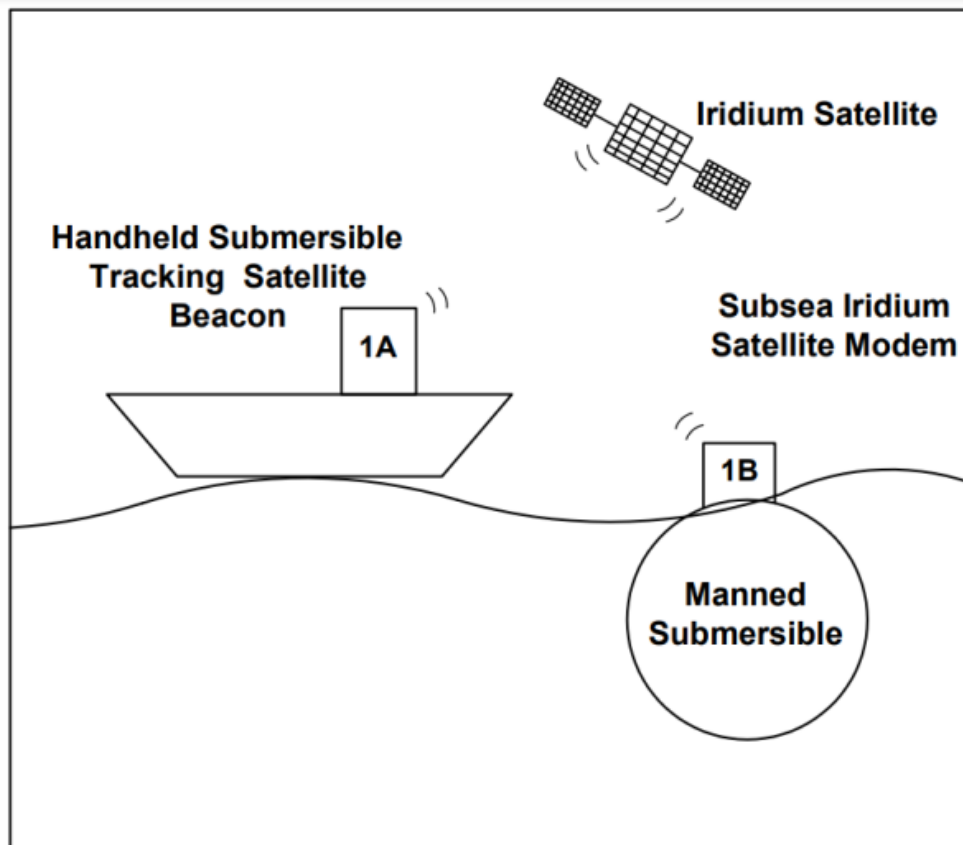 Iridium Satellite
Handheld Submersible
Tracking Satellite
Beacon
1A
Subsea Iridium
Satellite Modem
1B
Manned
Submersible